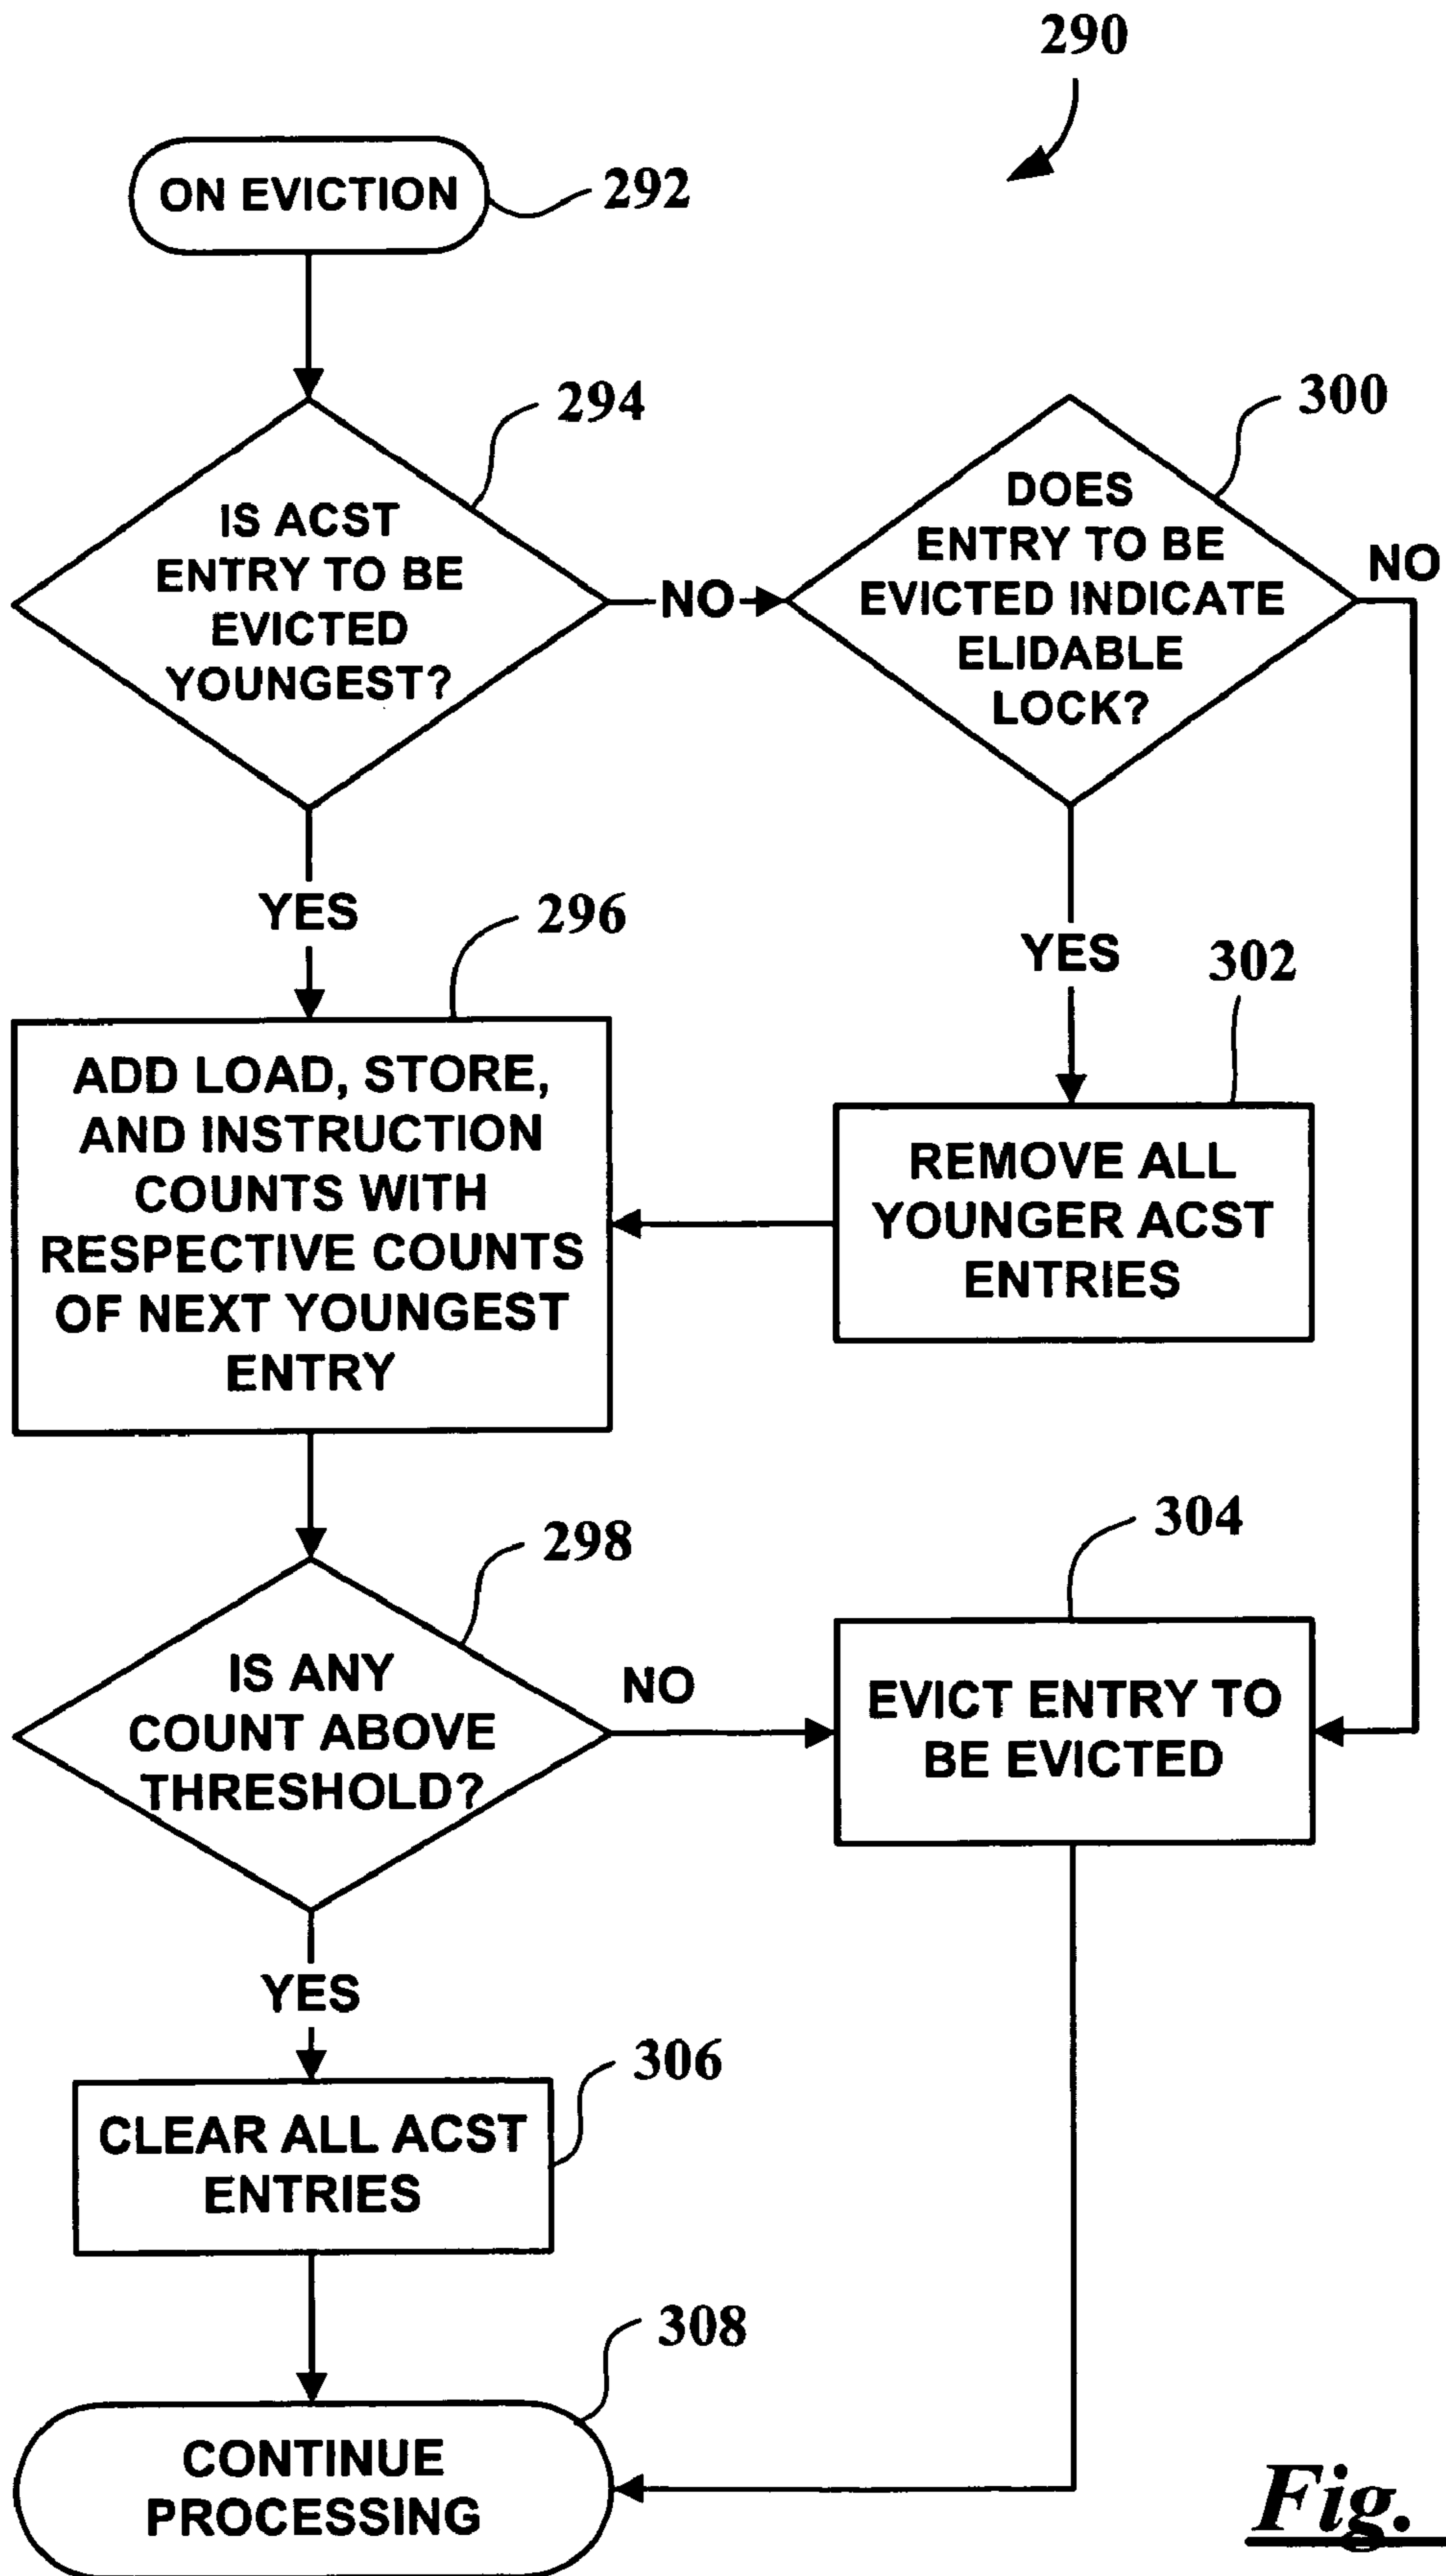 290
ON EVICTION
292
294
IS ACST
ENTRY TO BE
EVICTED
YOUNGEST?
NO
300
DOES
ENTRY TO BE
EVICTED INDICATE
ELIDABLE
LOCK?
NO
YES
296
YES
302
ADD LOAD, STORE,
AND INSTRUCTION
COUNTS WITH
RESPECTIVE COUNTS
OF NEXT YOUNGEST
ENTRY
REMOVE ALL
YOUNGER ACST
ENTRIES
298
IS ANY
COUNT ABOVE
THRESHOLD?
NO
304
EVICT ENTRY TO
BE EVICTED
YES
306
CLEAR ALL ACST
ENTRIES
308
CONTINUE
PROCESSING
Fig.